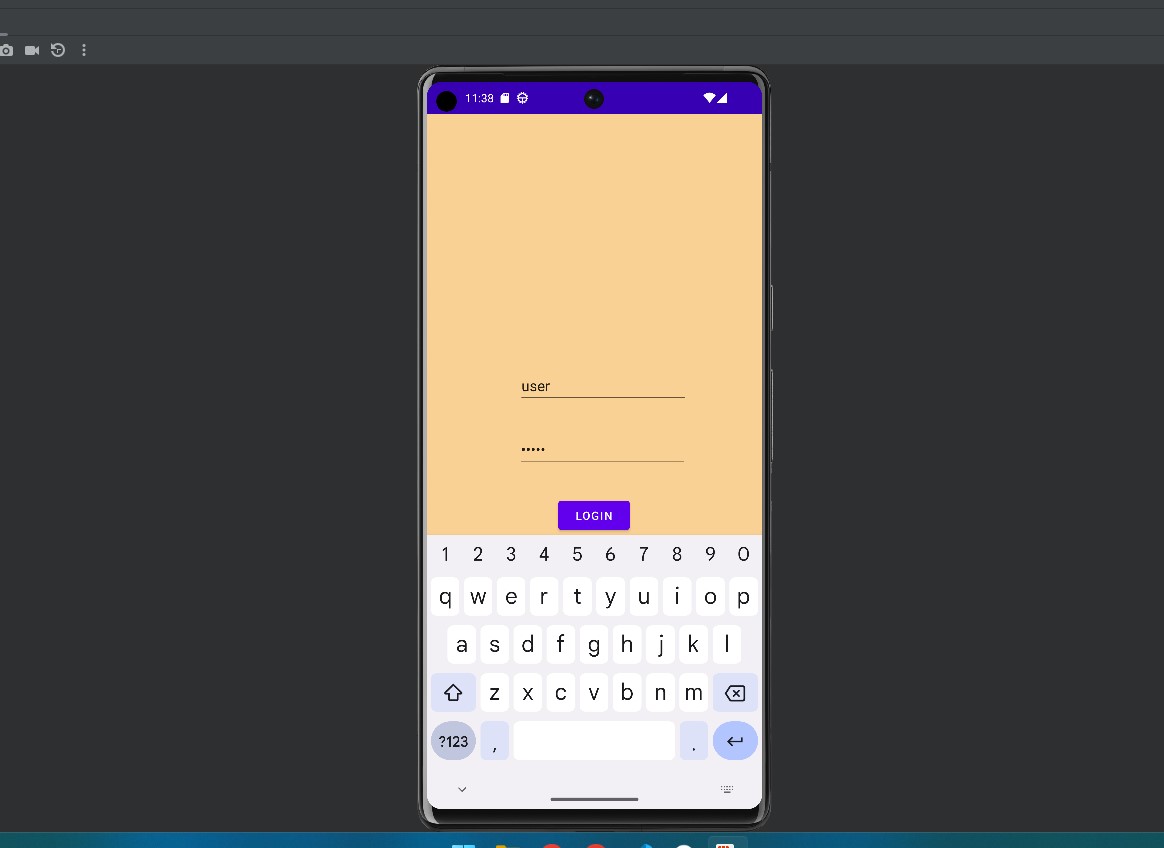 11:38
user
•••••
LOGIN
1 2 3 4 5 6 7 8 9 0
q w e r t y u i o p
a s d f g h j k l
z x c v b n m
?123 , .